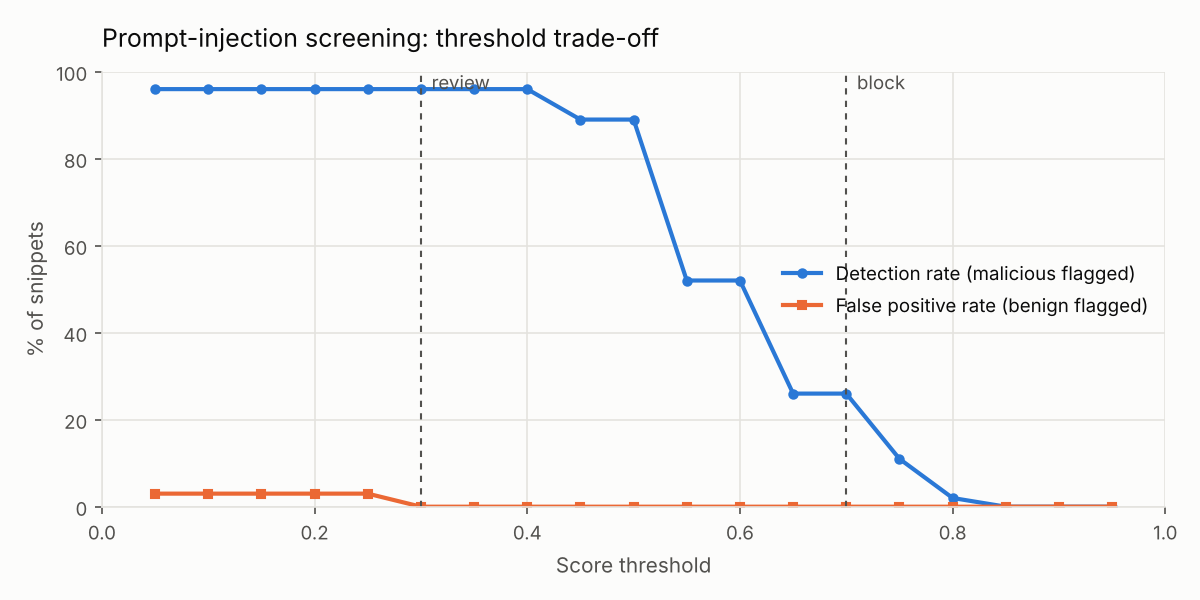 Prompt-injection screening: threshold trade-off
100
80
60
40
20
0
% of snippets
review
block
Detection rate (malicious flagged)
False positive rate (benign flagged)
0.0
0.2
0.4
0.6
0.8
1.0
Score threshold